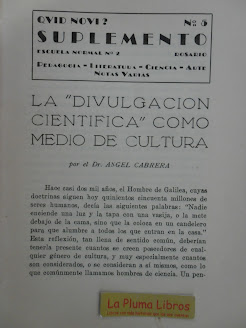 QVID NOVI?
Nº 5
SUPLEMENTO
ESCUELA NORMAL Nº 2
ROSARIO
PEDAGOGIA - LITERATURA - CIENCIA - ARTE
NOTAS VARIAS
LA "DIVULGACION
CIENTIFICA" COMO
MEDIO DE CULTURA
por el Dr. ANGEL CABRERA
Hace casi dos mil años, el Hombre de Galilea, cuyas
doctrinas siguen hoy quinientos cincuenta millones de
seres humanos, decía las siguientes palabras: "Nadie
enciende una luz y la tapa con una vasija, o la mete
debajo de la cama, sino que la coloca en un candelero
para que alumbre a todos los que entran en la casa."
Esta reflexión, tan llena de sentido común, deberían
tenerla presente cuantos se creen poseedores de cual-
quier género de cultura, y muy especialmente cuantos
son considerados, o se consideran a sí mismos, como lo
que comúnmente llamamos hombres de ciencia. Un pen-
La Pluma Libros